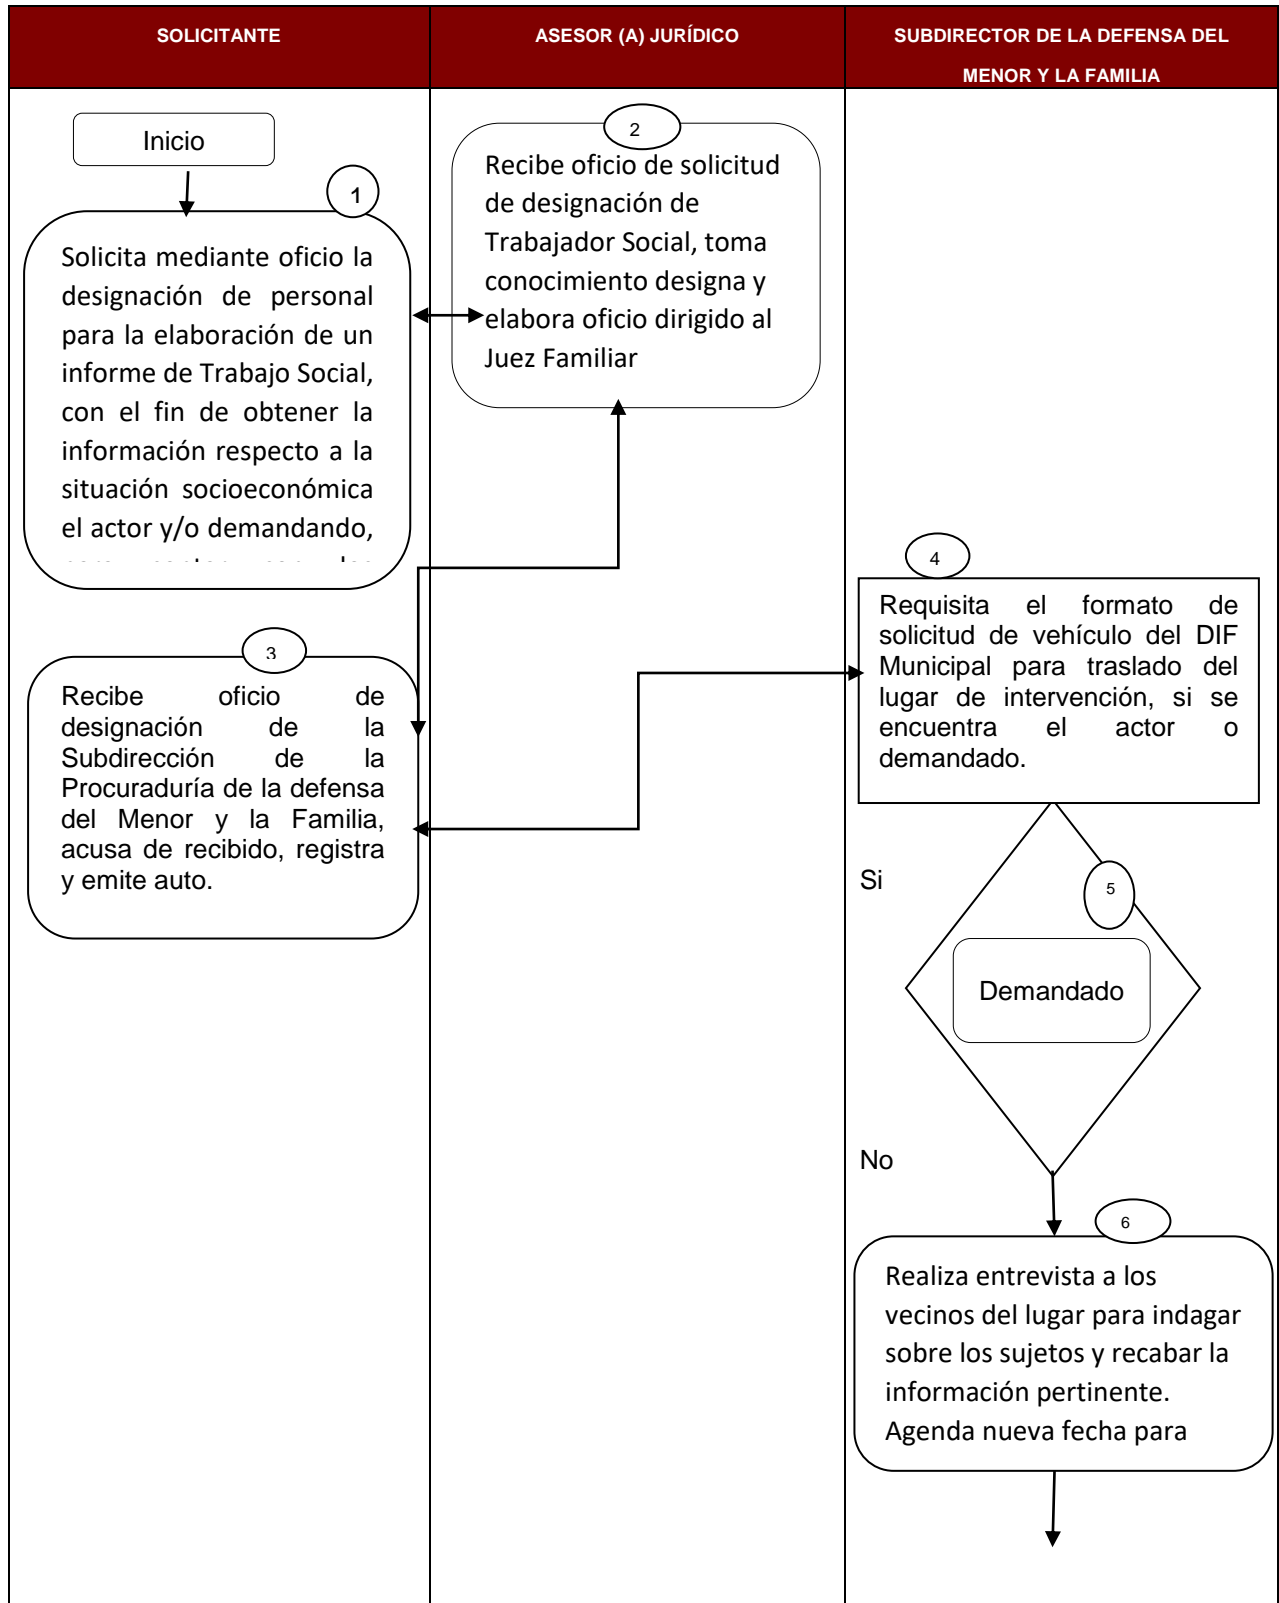 SOLICITANTE
ASESOR (A) JURÍDICO
SUBDIRECTOR DE LA DEFENSA DEL
MENOR Y LA FAMILIA
Inicio
1
Solicita mediante oficio la
designación de personal
para la elaboración de un
informe de Trabajo Social,
con el fin de obtener la
información respecto a la
situación socioeconómica
el actor y/o demandando,
2
Recibe oficio de solicitud
de designación de
Trabajador Social, toma
conocimiento designa y
elabora oficio dirigido al
Juez Familiar
3
Recibe oficio de
designación de la
Subdirección de la
Procuraduría de la defensa
del Menor y la Familia,
acusa de recibido, registra
y emite auto.
4
Requisita el formato de
solicitud de vehículo del DIF
Municipal para traslado del
lugar de intervención, si se
encuentra el actor o
demandado.
Si
5
Demandado
No
6
Realiza entrevista a los
vecinos del lugar para indagar
sobre los sujetos y recabar la
información pertinente.
Agenda nueva fecha para